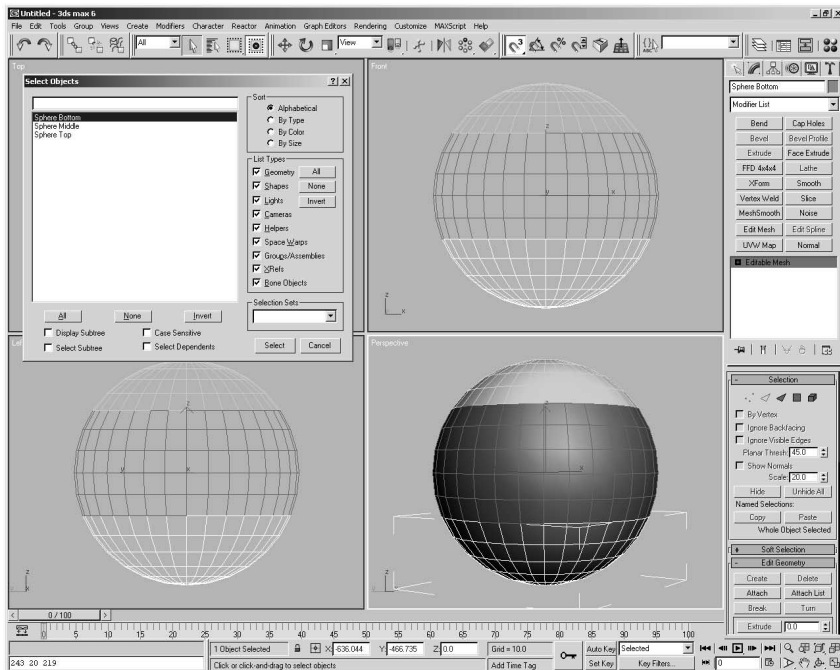 Untitled - 3ds max 6
File Edit Tools Group Views Create Modifiers Character Reactor Animation Graph Editors Rendering Customize MAXScript Help
All View 3 ABC
Top
Front
Select Objects
Sort
Alphabetical
By Type
By Color
By Size
Sphere Bottom
Sphere Middle
Sphere Top
List Types
Geometry All
Shapes None
Lights Invert
Cameras
Helpers
Space Warps
Groups/Assemblies
XRefs
Bone Objects
Selection Sets
All None Invert
Display Subtree Case Sensitive
Select Subtree Select Dependents
Select Cancel
z
y x
z
x
Left
Perspective
z
y x
z
x
z
x
z
Sphere Bottom
Modifier List
Bend Cap Holes
Bevel Bevel Profile
Extrude Face Extrude
FFD 4x4x4 Lathe
XForm Smooth
Vertex Weld Slice
MeshSmooth Noise
Edit Mesh Edit Spline
UVW Map Normal
Editable Mesh
- Selection
By Vertex
Ignore Backfacing
Ignore Visible Edges
Planar Thresh: 45.0
Show Normals
Scale: 20.0
Hide Unhide All
Named Selections:
Copy Paste
Whole Object Selected
+ Soft Selection
- Edit Geometry
Create Delete
Attach Attach List
Break Turn
Extrude 0.0
< 0 / 100 >
0 5 10 15 20 25 30 35 40 45 50 55 60 65 70 75 80 85 90 95 100
1 Object Selected X: -636.044 Y: -466.735 Z: 0.0 Grid = 10.0 Auto Key Selected
243 20 219 Click or click-and-drag to select objects Add Time Tag Set Key Key Filters... 0